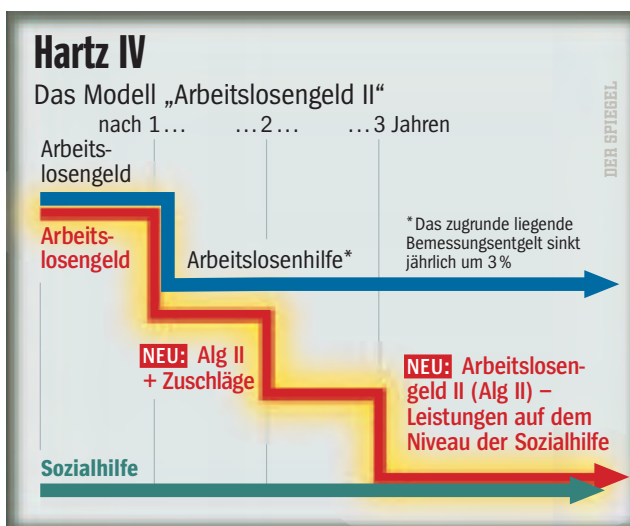 Hartz IV
Das Modell „Arbeitslosengeld II“
nach 1... ...2... ...3 Jahren
Arbeits-
losengeld
Arbeits-
losengeld
Arbeitslosenhilfe*
*Das zugrunde liegende
Bemessungsentgelt sinkt
jährlich um 3 %
NEU: Alg II
+ Zuschläge
NEU: Arbeitslosen-
geld II (Alg II) –
Leistungen auf dem
Niveau der Sozialhilfe
Sozialhilfe
DER SPIEGEL